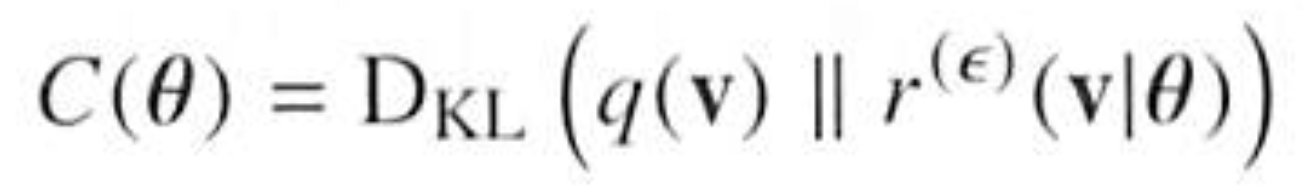 C(θ) = D_KL ( q(v) ∥ r^(ϵ) (v|θ) )